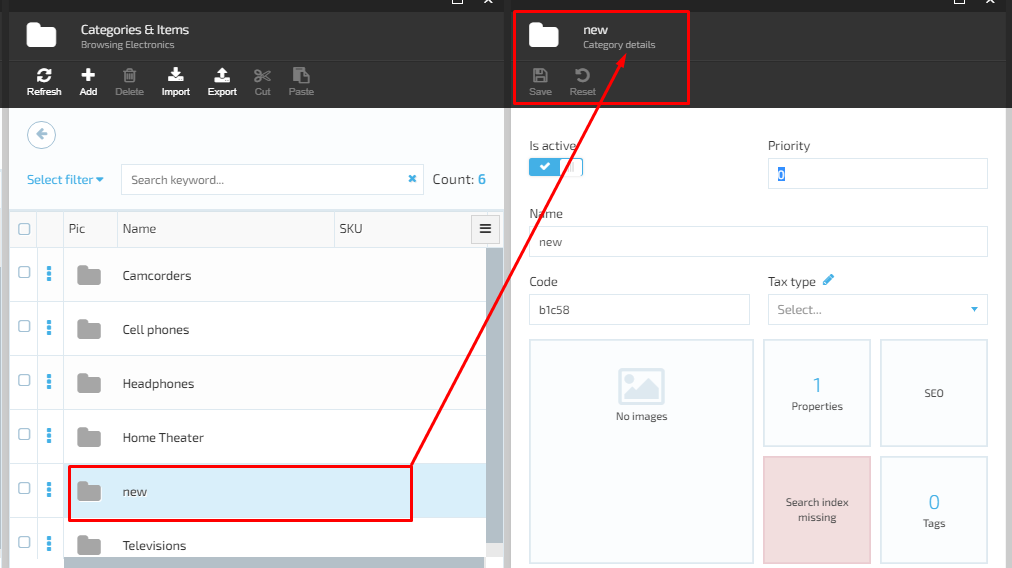 Categories & Items
Browsing Electronics
Refresh Add Delete Import Export Cut Paste
Select filter Search keyword... Count: 6
Pic Name SKU
Camcorders
Cell phones
Headphones
Home Theater
new
Televisions
new
Category details
Save Reset
Is active Priority
0
Name
new
Code Tax type
b1c58 Select...
No images
1
Properties
SEO
Search index
missing
0
Tags